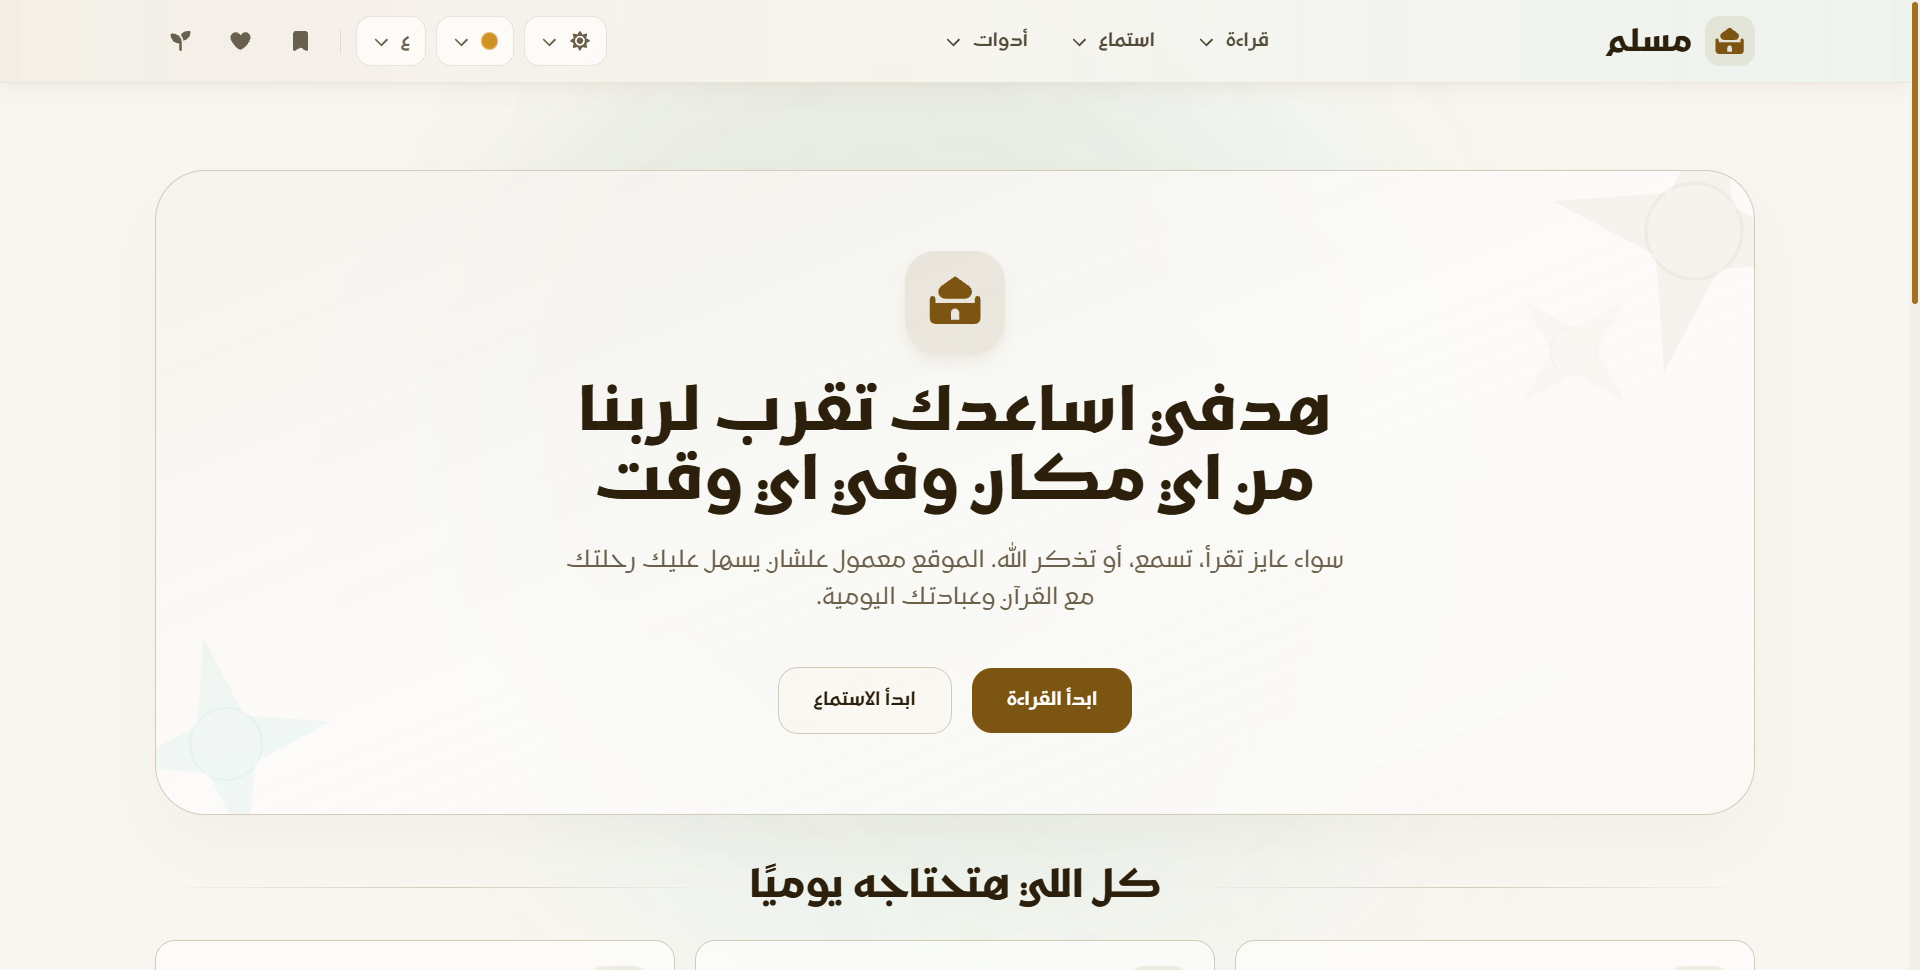 مسلم
قراءة
استماع
أدوات
ع
هدفي اساعدك تقرب لربنا
من اي مكان وفي اي وقت
سواء عايز تقرأ، تسمع، أو تذكر الله. الموقع معمول علشان يسهل عليك رحلتك
مع القرآن وعبادتك اليومية.
ابدأ القراءة
ابدأ الاستماع
كل اللي هتحتاجه يوميًا